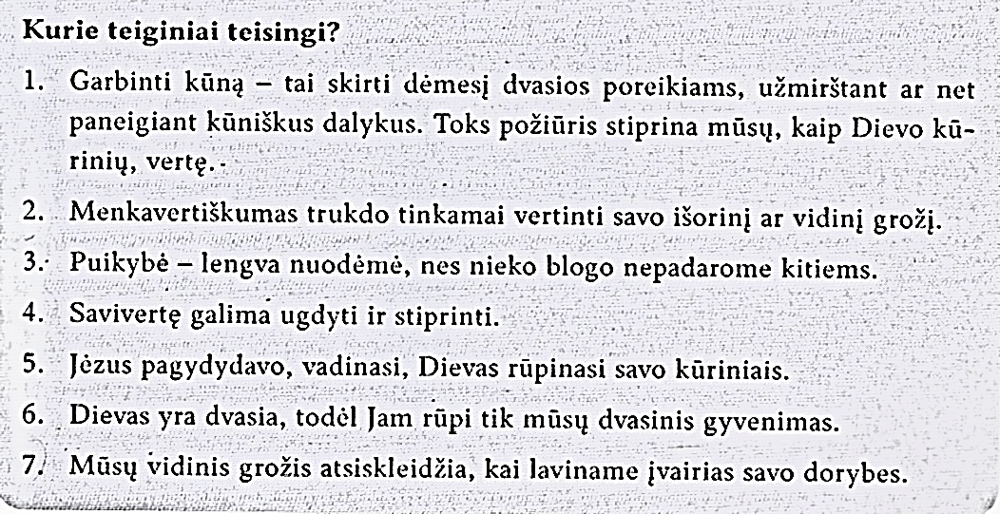 Kurie teiginiai teisingi?
1. Garbinti kūną – tai skirti dėmesį dvasios poreikiams, užmirštant ar net
paneigiant kūniškus dalykus. Toks požiūris stiprina mūsų, kaip Dievo kū-
rinių, vertę.
2. Menkavertiškumas trukdo tinkamai vertinti savo išorinį ar vidinį grožį.
3. Puikybė – lengva nuodėmė, nes nieko blogo nepadarome kitiems.
4. Savivertę galima ugdyti ir stiprinti.
5. Jėzus pagydydavo, vadinasi, Dievas rūpinasi savo kūriniais.
6. Dievas yra dvasia, todėl Jam rūpi tik mūsų dvasinis gyvenimas.
7. Mūsų vidinis grožis atsiskleidžia, kai laviname įvairias savo dorybes.